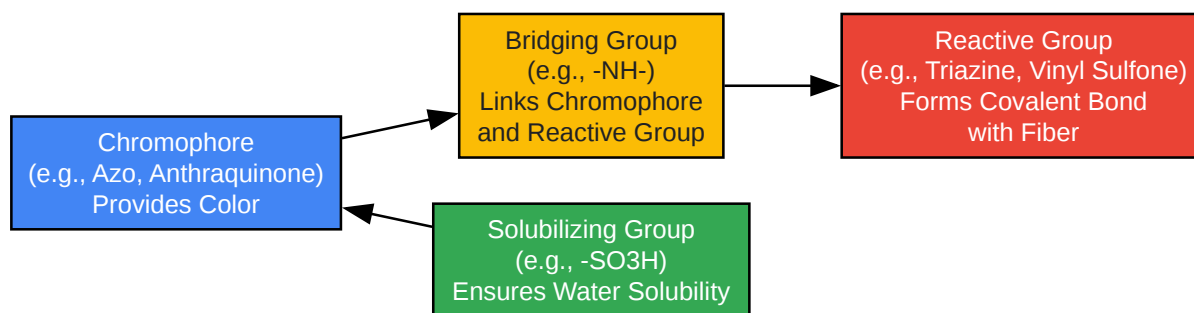 Chromophore
(e.g., Azo, Anthraquinone)
Provides Color
Bridging Group
(e.g., -NH-)
Links Chromophore
and Reactive Group
Reactive Group
(e.g., Triazine, Vinyl Sulfone)
Forms Covalent Bond
with Fiber
Solubilizing Group
(e.g., -SO3H)
Ensures Water Solubility